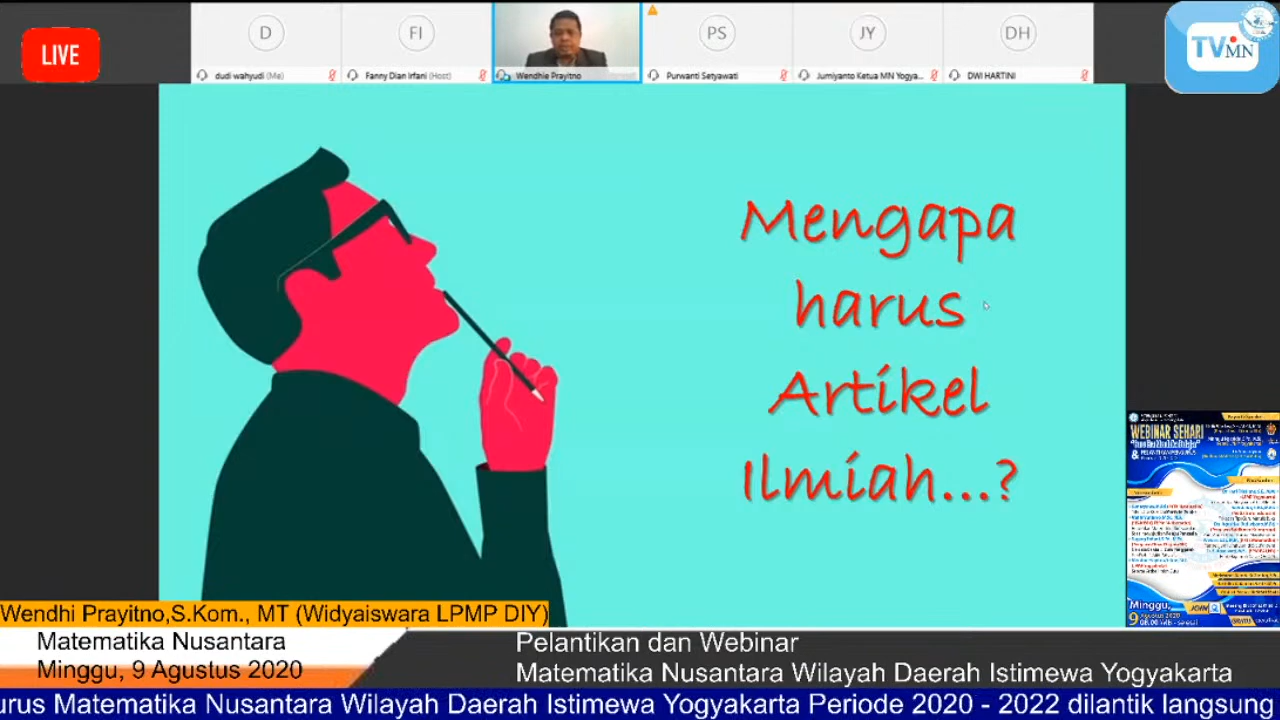 LIVE
D
FI
PS
JY
DH
dudi wahyudi (Me)
Fanny Dian Irfani (Host)
Wendhie Prayitno
Purwanti Setyawati
Jumiyanto Ketua MN Yogya...
DWI HARTINI
TV MN
Mengapa
harus
Artikel
Ilmiah...?
WEBINAR SEHARI
Minggu,
9 Agustus 2020
JOIN
Wendhi Prayitno,S.Kom., MT (Widyaiswara LPMP DIY)
Matematika Nusantara
Minggu, 9 Agustus 2020
Pelantikan dan Webinar
Matematika Nusantara Wilayah Daerah Istimewa Yogyakarta
urus Matematika Nusantara Wilayah Daerah Istimewa Yogyakarta Periode 2020 - 2022 dilantik langsung